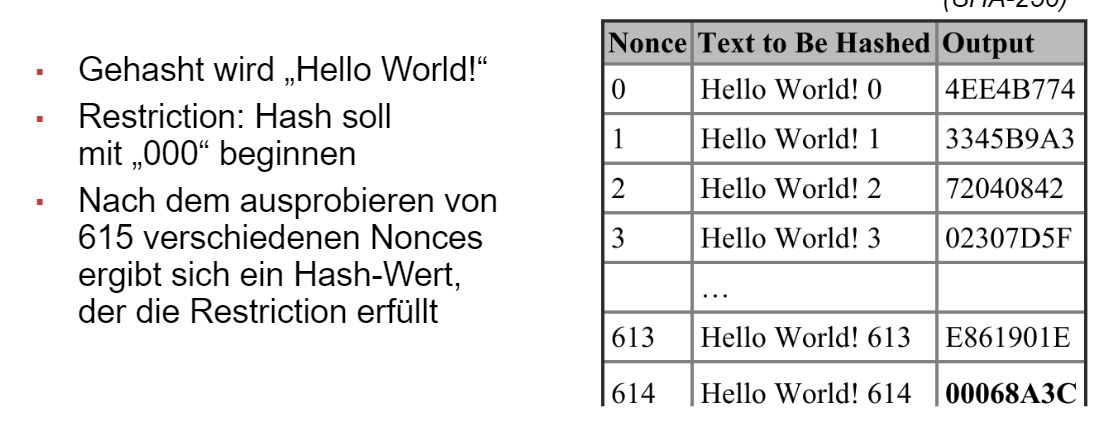 (SHA-256)
▪ Gehasht wird „Hello World!“
▪ Restriction: Hash soll
mit „000“ beginnen
▪ Nach dem ausprobieren von
615 verschiedenen Nonces
ergibt sich ein Hash-Wert,
der die Restriction erfüllt
Nonce Text to Be Hashed Output
0 Hello World! 0 4EE4B774
1 Hello World! 1 3345B9A3
2 Hello World! 2 72040842
3 Hello World! 3 02307D5F
…
613 Hello World! 613 E861901E
614 Hello World! 614 00068A3C